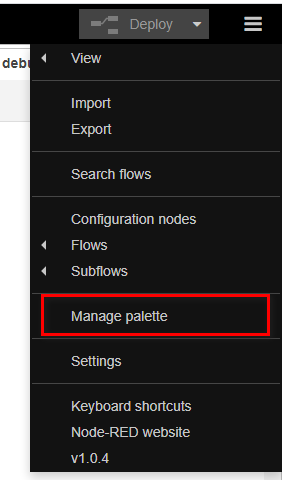 Deploy
debu
View
Import
Export
Search flows
Configuration nodes
Flows
Subflows
Manage palette
Settings
Keyboard shortcuts
Node-RED website
v1.0.4